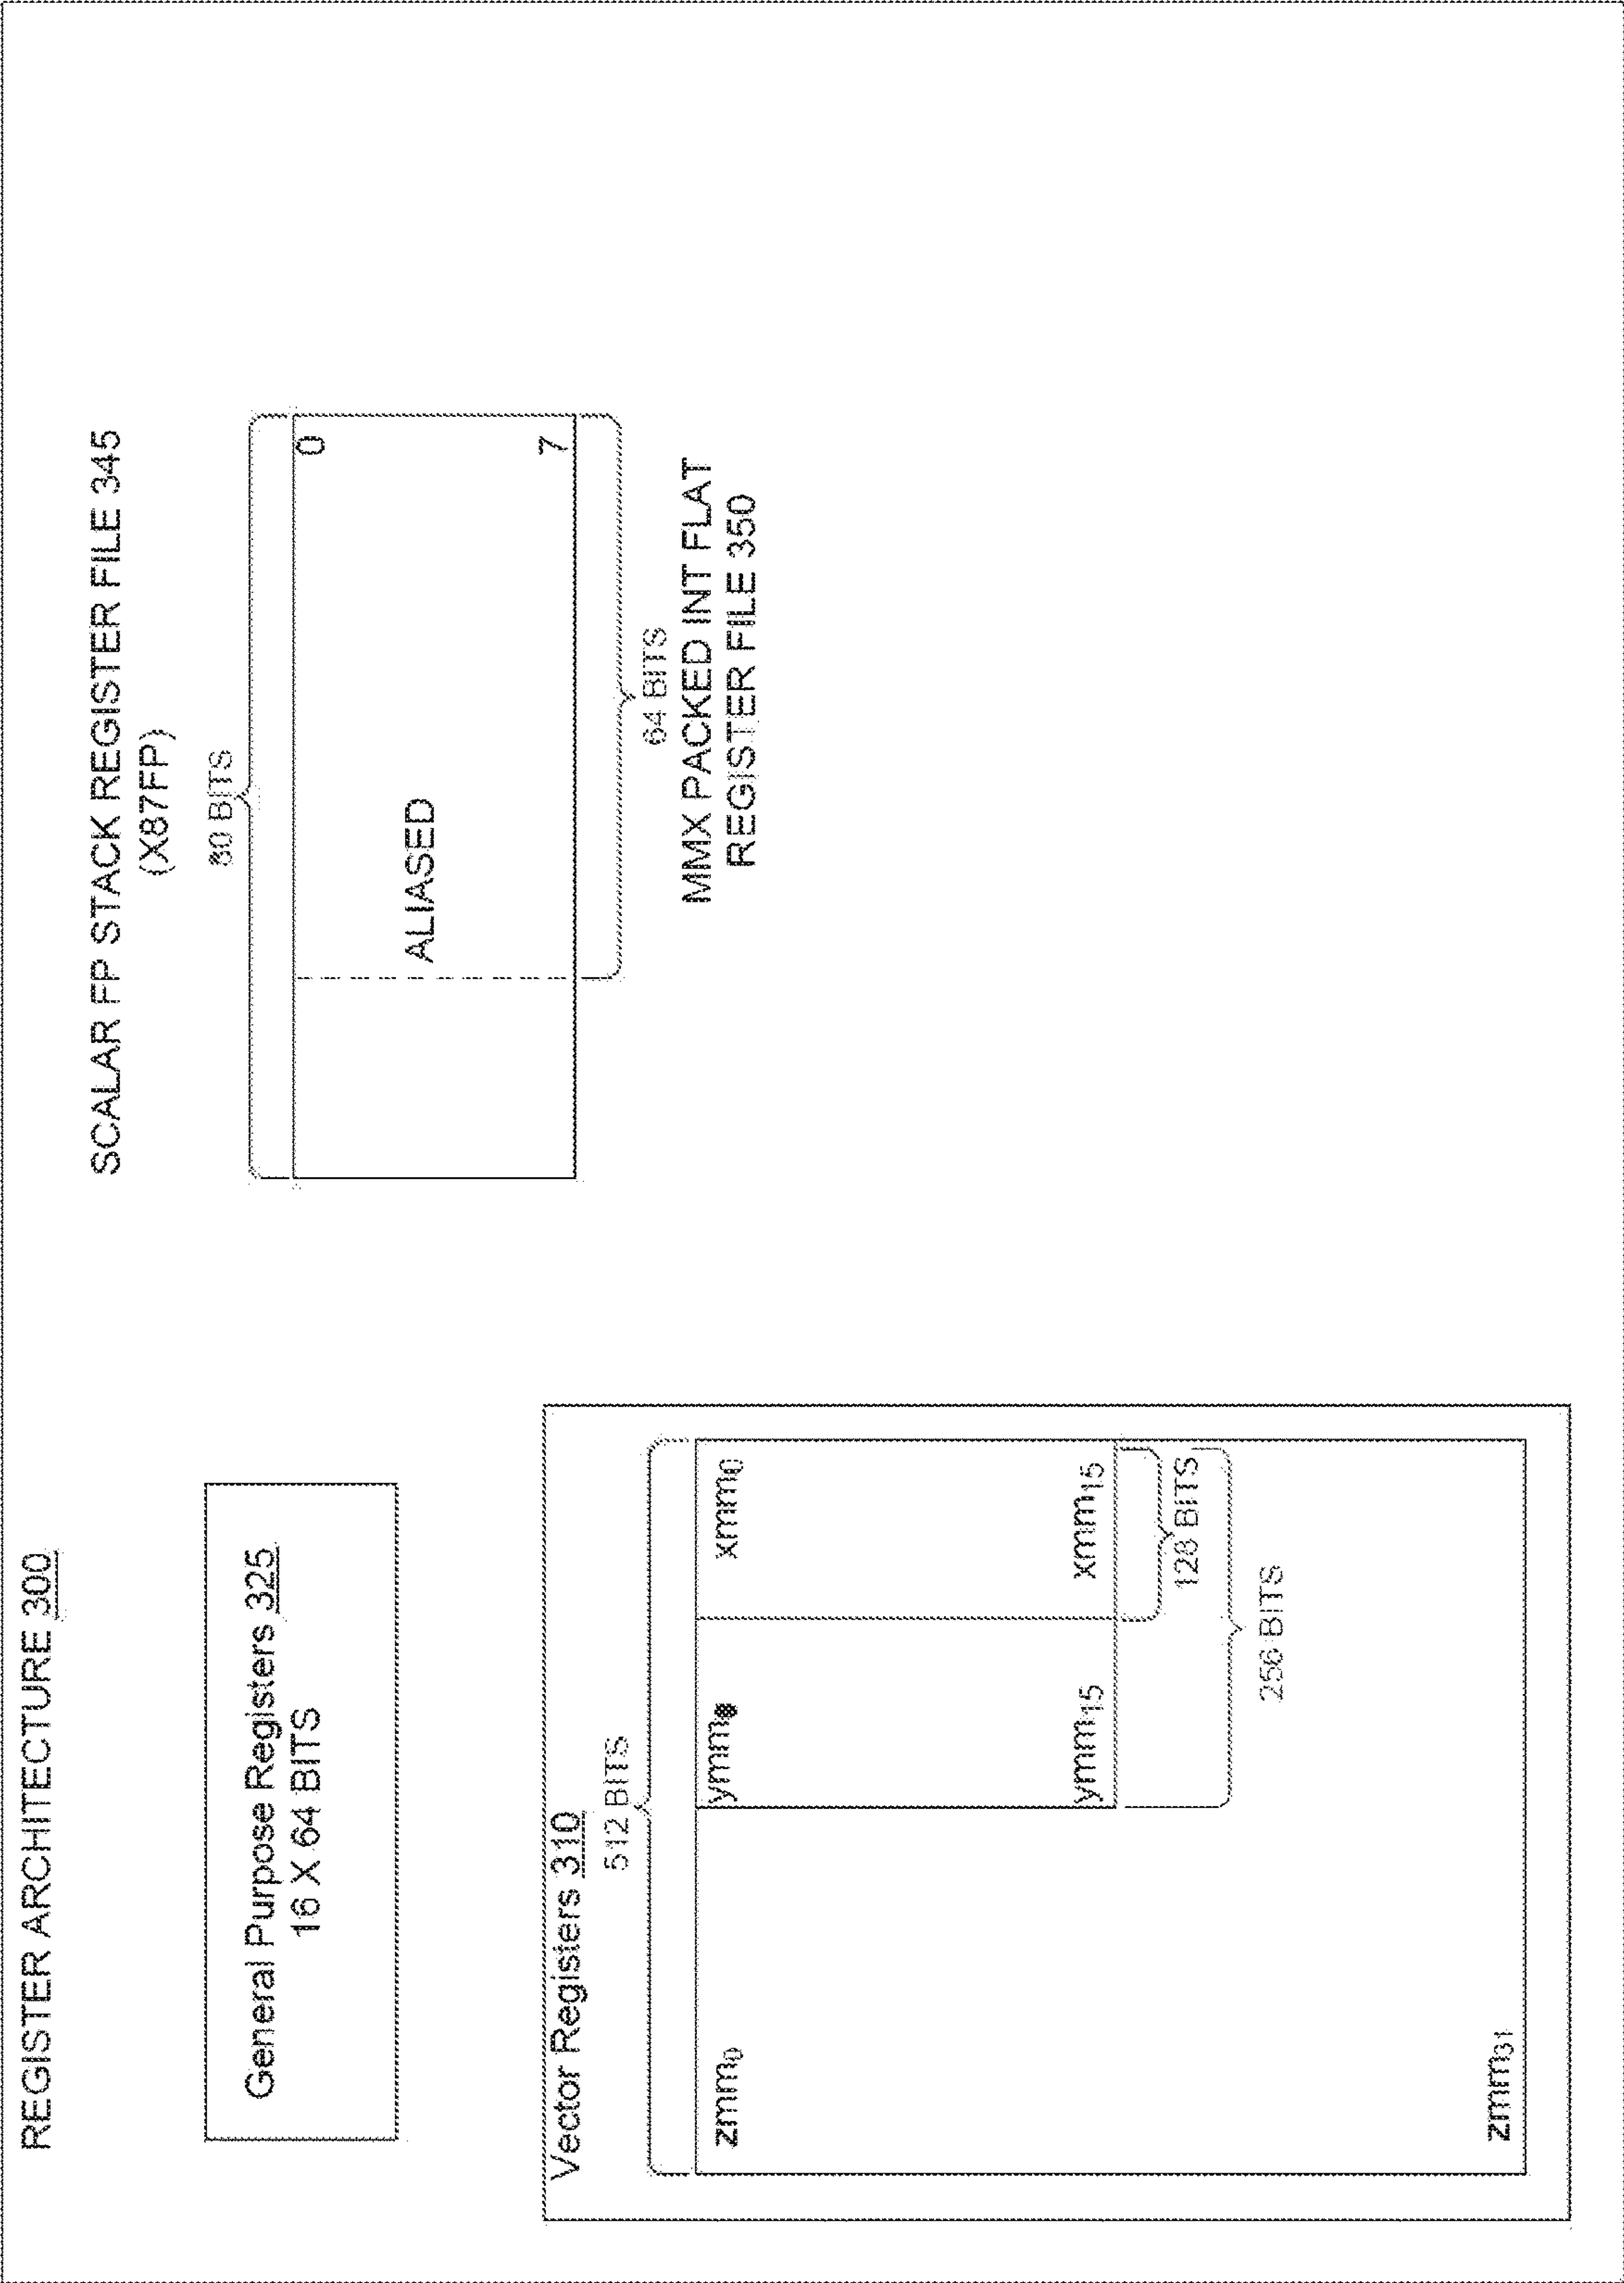 REGISTER ARCHITECTURE 300
General Purpose Registers 325
16 X 64 BITS
Vector Registers 310
512 BITS
zmm0
ymm
xmm0
ymm15
xmm15
128 BITS
256 BITS
zmm31
SCALAR FP STACK REGISTER FILE 345
(X87FP)
80 BITS
0
ALIASED
7
64 BITS
MMX PACKED INT FLAT
REGISTER FILE 350